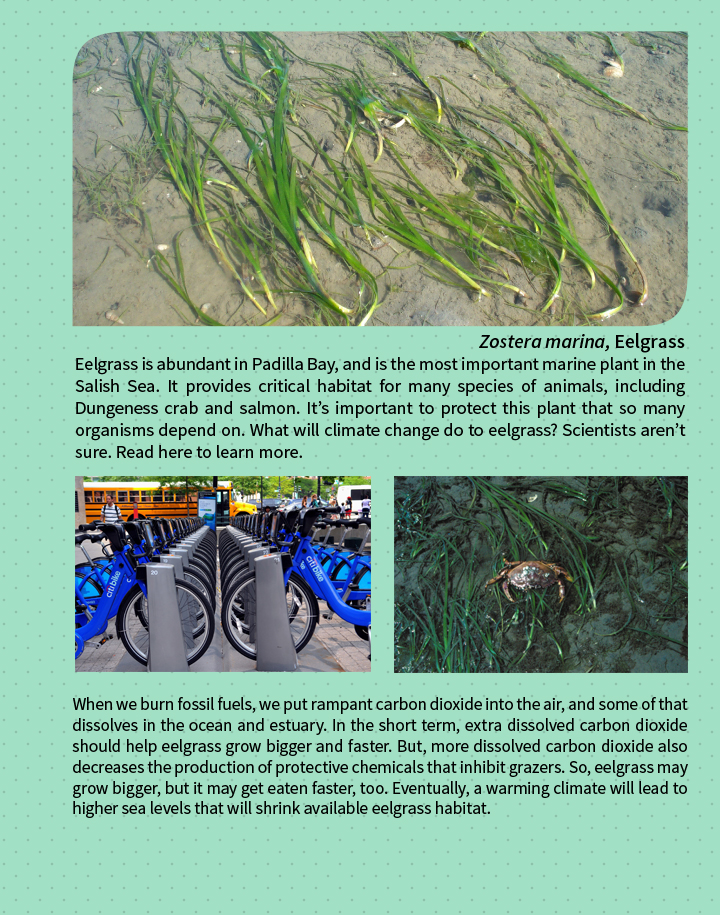 Zostera marina, Eelgrass
Eelgrass is abundant in Padilla Bay, and is the most important marine plant in the
Salish Sea. It provides critical habitat for many species of animals, including
Dungeness crab and salmon. It’s important to protect this plant that so many
organisms depend on. What will climate change do to eelgrass? Scientists aren’t
sure. Read here to learn more.
citi bike
citi bike
When we burn fossil fuels, we put rampant carbon dioxide into the air, and some of that
dissolves in the ocean and estuary. In the short term, extra dissolved carbon dioxide
should help eelgrass grow bigger and faster. But, more dissolved carbon dioxide also
decreases the production of protective chemicals that inhibit grazers. So, eelgrass may
grow bigger, but it may get eaten faster, too. Eventually, a warming climate will lead to
higher sea levels that will shrink available eelgrass habitat.